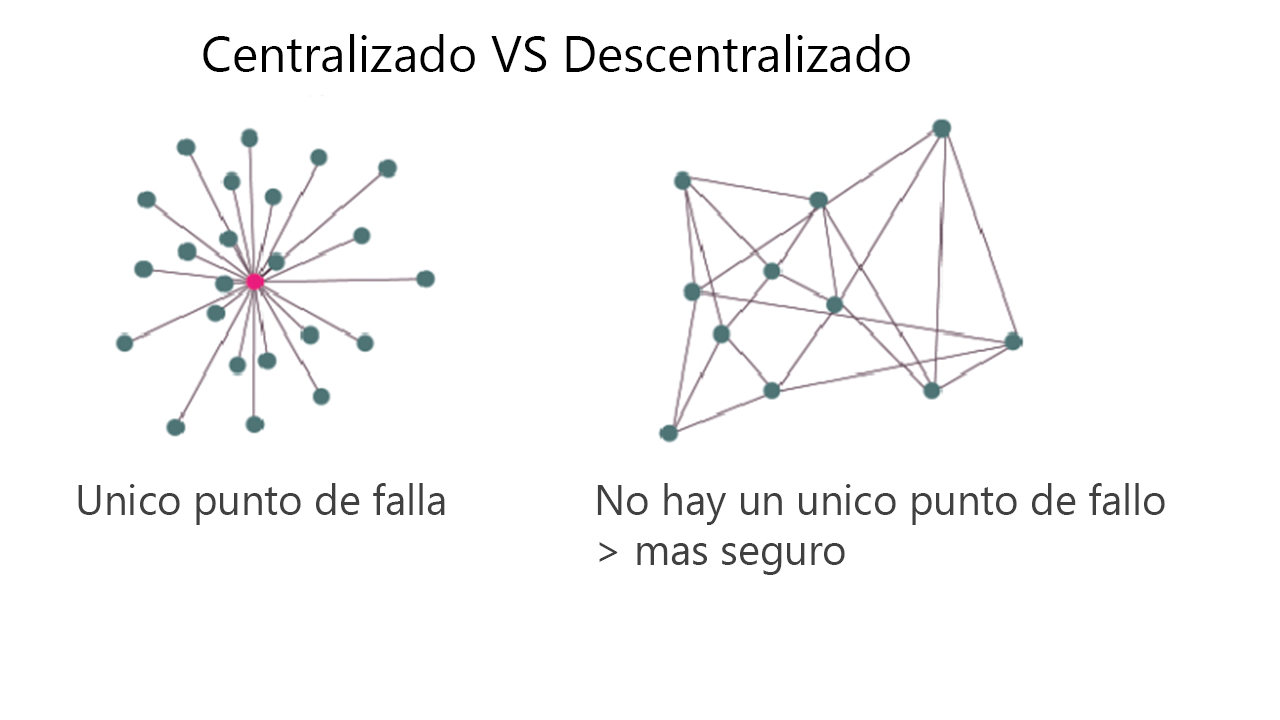 Centralizado VS Descentralizado
Unico punto de falla
No hay un unico punto de fallo
> mas seguro